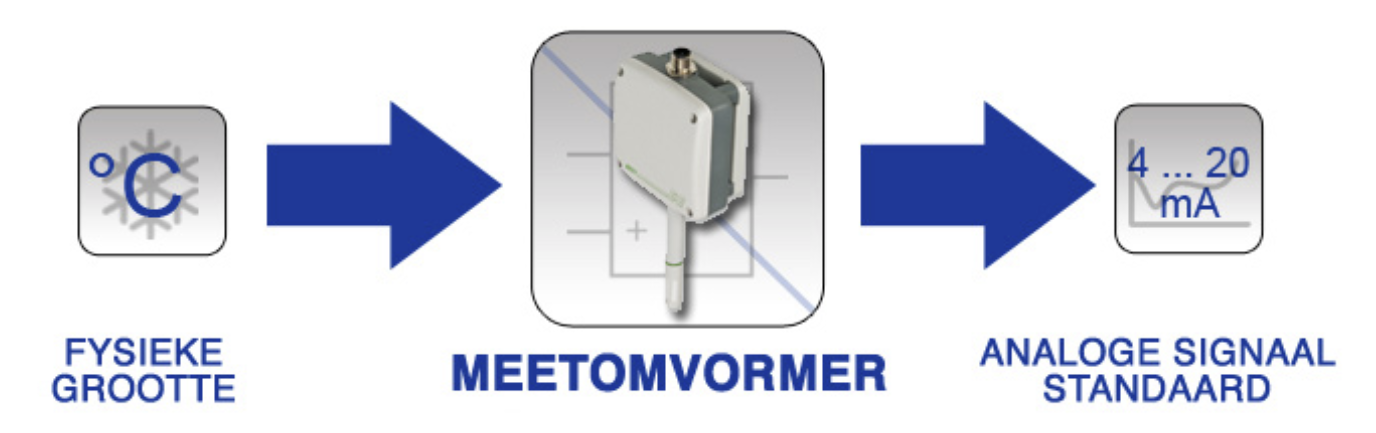 °C
4 ... 20
mA
+
FYSIEKE
GROOTTE
MEETOMVORMER
ANALOGE SIGNAAL
STANDAARD